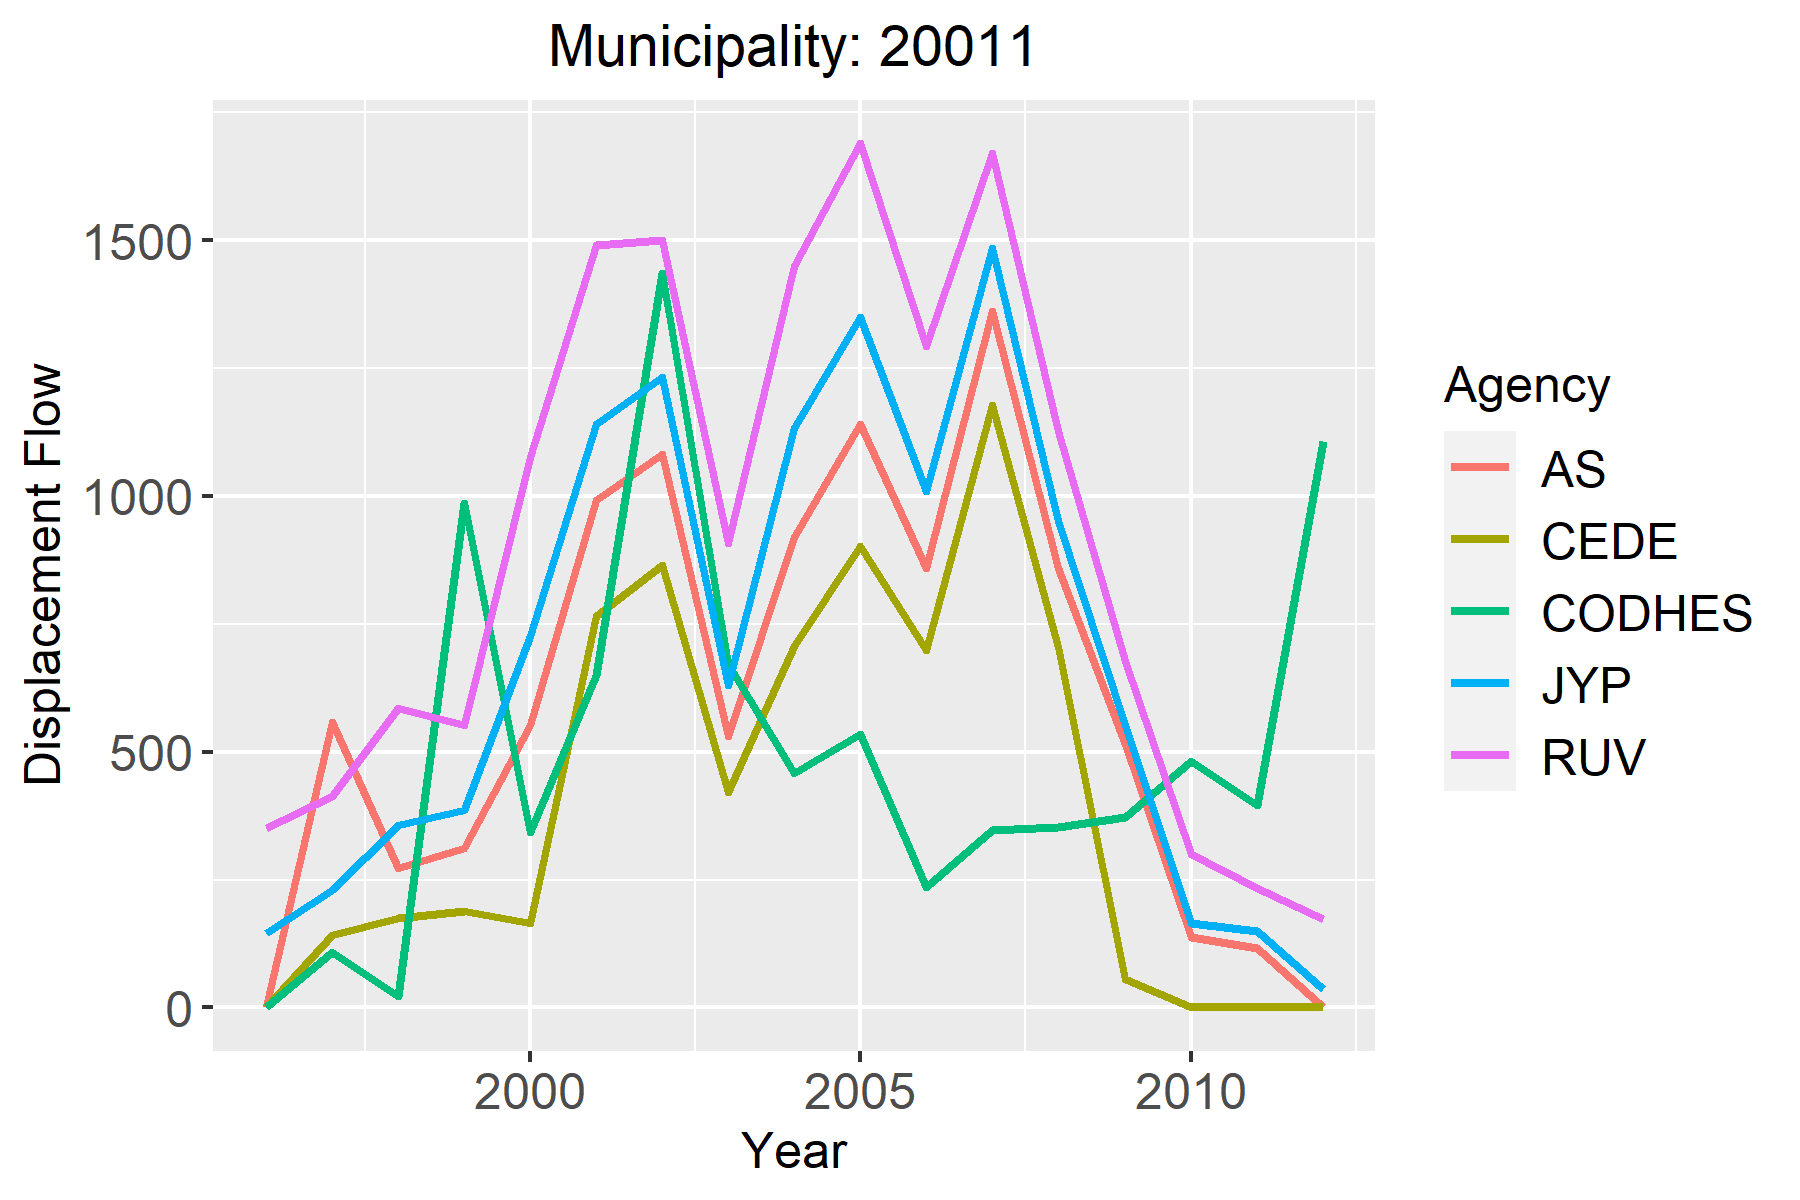 Municipality: 20011
Displacement Flow
1500
1000
500
0
2000 2005 2010
Year
Agency
AS
CEDE
CODHES
JYP
RUV